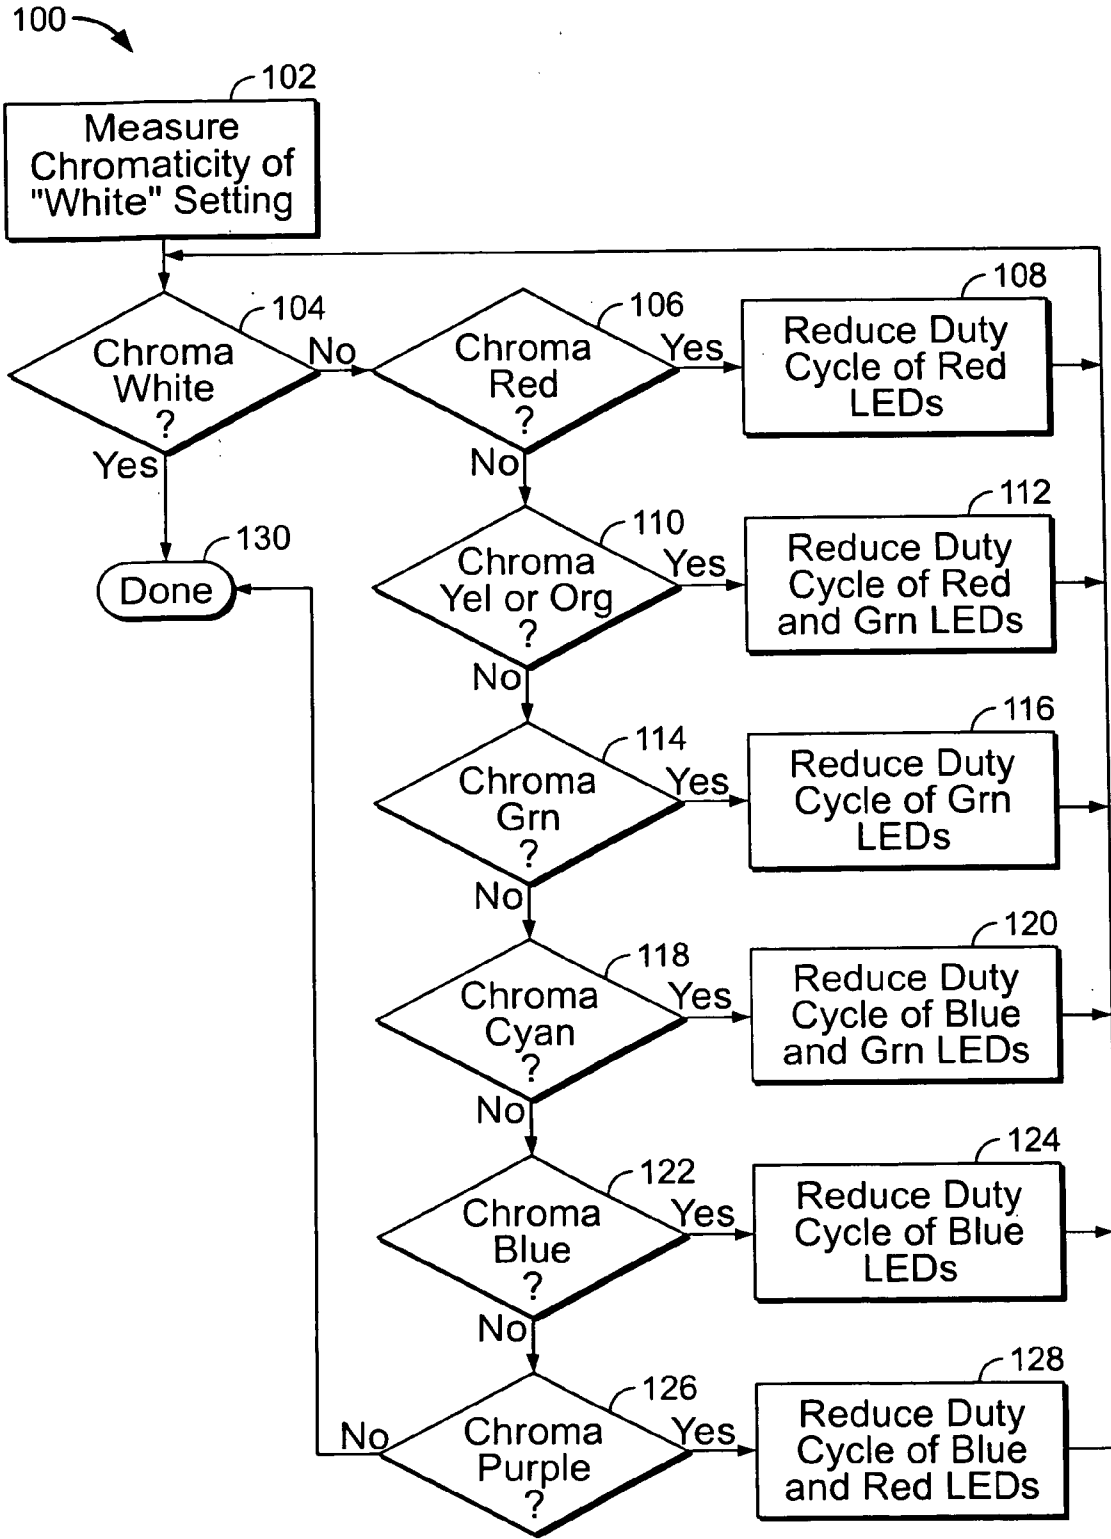 100
102
Measure
Chromaticity of
"White" Setting
104
Chroma
White
?
No
Yes
106
Chroma
Red
?
Yes
No
108
Reduce Duty
Cycle of Red
LEDs
130
Done
110
Chroma
Yel or Org
?
Yes
No
112
Reduce Duty
Cycle of Red
and Grn LEDs
114
Chroma
Grn
?
Yes
No
116
Reduce Duty
Cycle of Grn
LEDs
118
Chroma
Cyan
?
Yes
No
120
Reduce Duty
Cycle of Blue
and Grn LEDs
122
Chroma
Blue
?
Yes
No
124
Reduce Duty
Cycle of Blue
LEDs
126
Chroma
Purple
?
No
Yes
128
Reduce Duty
Cycle of Blue
and Red LEDs